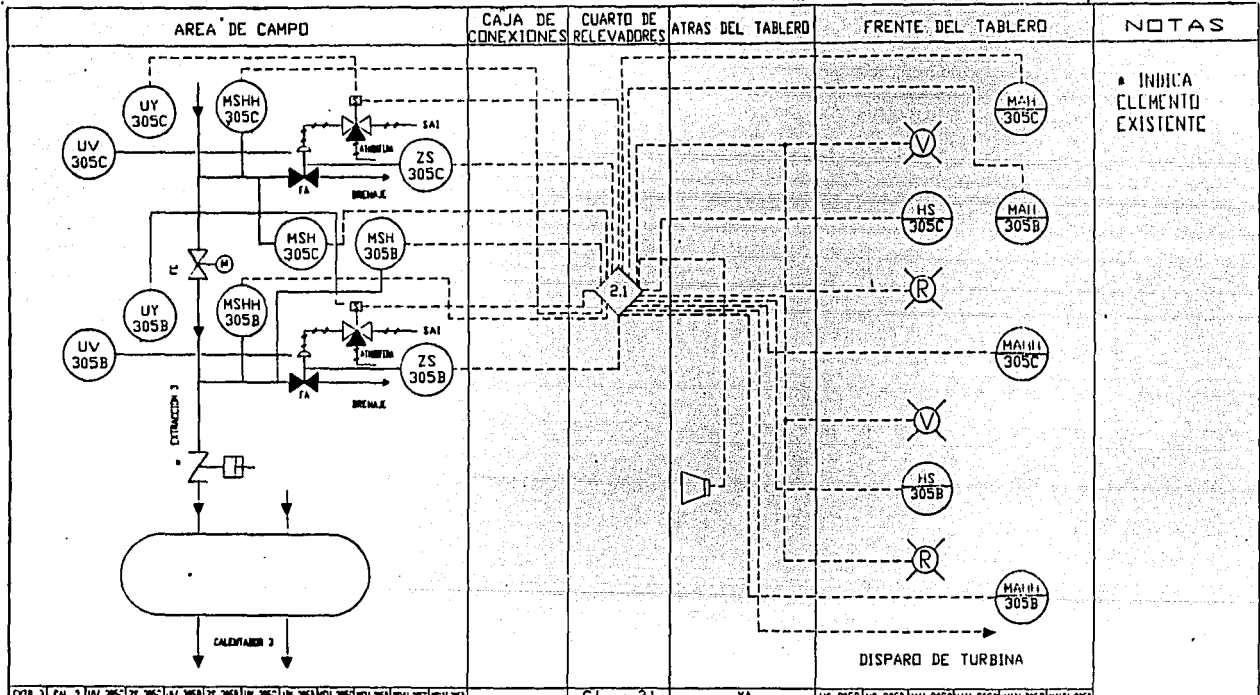 AREA DE CAMPO
CAJA DE CONEXIONES
CUARTO DE RELEVADORES
ATRAS DEL TABLERO
FRENTE DEL TABLERO
NOTAS
* INDICA
ELEMENTO
EXISTENTE
UY 305C
MSHH 305C
UV 305C
SAI
ATMOSFERA
ZS 305C
FA
DRENAJE
MSH 305C
MSH 305B
M
FC
UY 305B
MSHH 305B
UV 305B
SAI
ATMOSFERA
ZS 305B
FA
DRENAJE
* EXTRACCION 3
CALENTADOR 3
2.1
MAH 305C
V
HS 305C
MAH 305B
R
MAHH 305C
V
HS 305B
R
MAHH 305B
DISPARO DE TURBINA